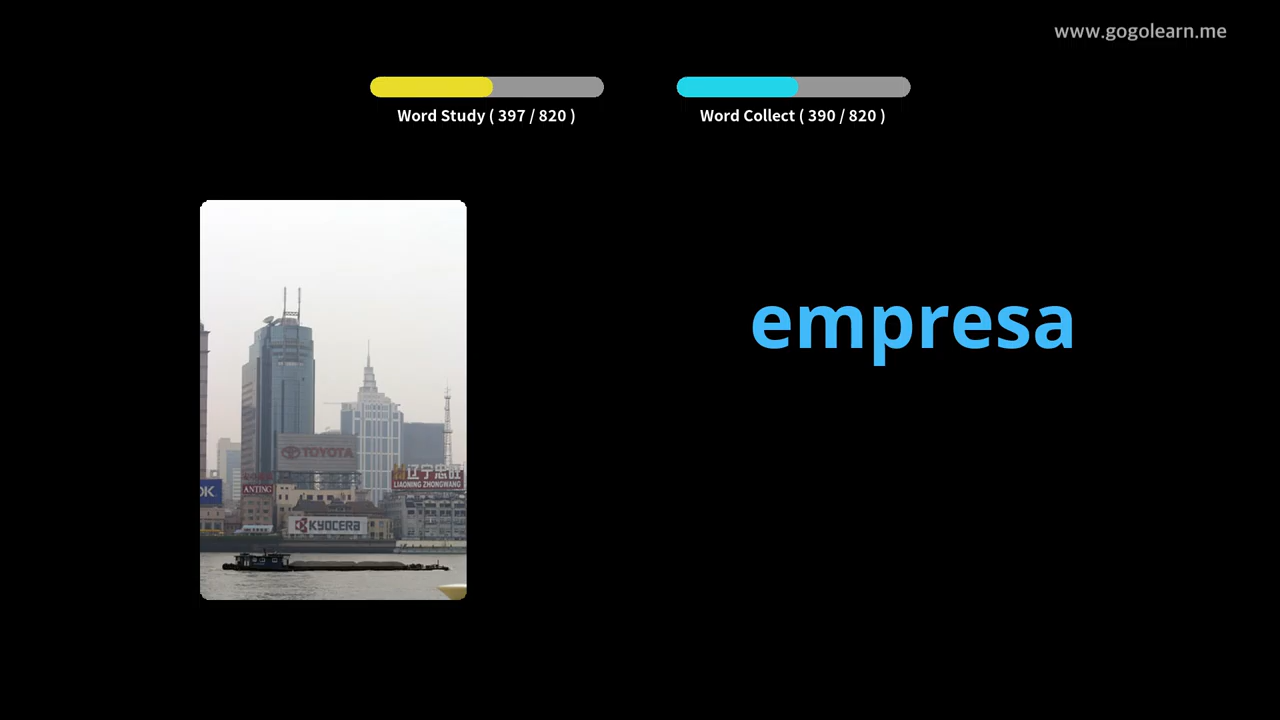 www.gogolearn.me
Word Study ( 397 / 820 )
Word Collect ( 390 / 820 )
empresa
TOYOTA
辽宁忠旺
LIAONING ZHONGWANG
OK
ANTING
KYOCERA